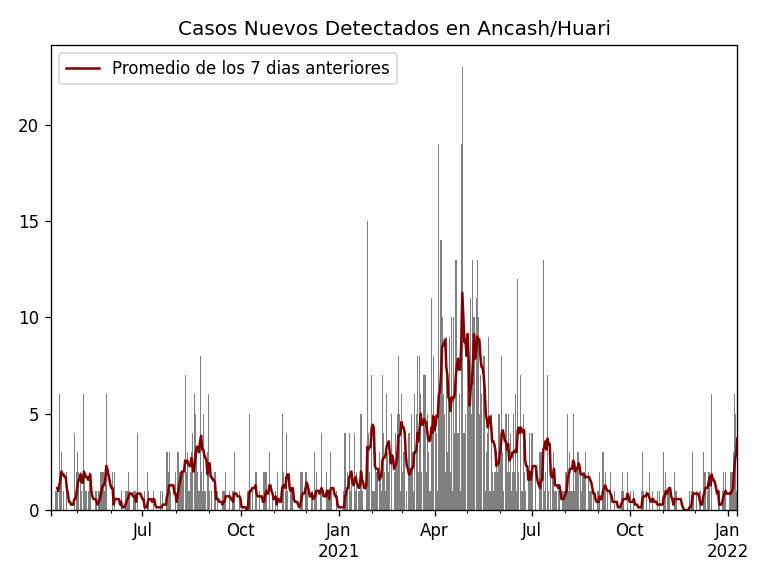 Casos Nuevos Detectados en Ancash/Huari
Promedio de los 7 dias anteriores
20
15
10
5
0
Jul Oct Jan Apr Jul Oct Jan
2021 2022